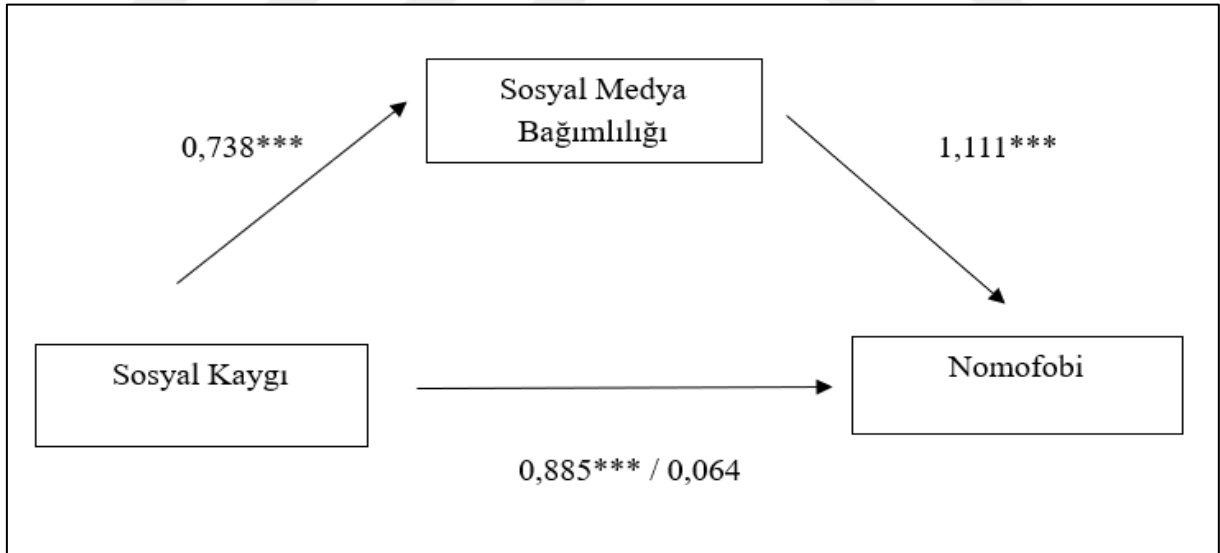 Sosyal Medya
Bağımlılığı
0,738***
1,111***
Sosyal Kaygı
Nomofobi
0,885*** / 0,064